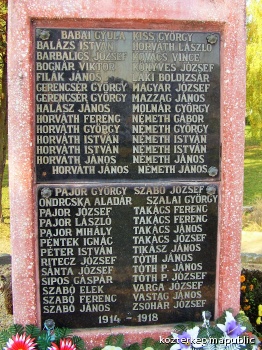 BABAI GYULA KISS GYÖRGY
BALÁZS ISTVÁN HORVÁTH LÁSZLÓ
BARBALICS JÓZSEF KOVÁCS VINCE
BOGNÁR VIKTOR KÖNYVES JÓZSEF
FILÁK JÁNOS LAKI BOLDIZSÁR
GERENCSÉR GYÖRGY MAGYAR JÓZSEF
GERENCSÉR GYÖRGY MAZZAG JÁNOS
HALÁSZ JÁNOS MOLNÁR GYÖRGY
HORVÁTH FERENC NÉMETH GÁBOR
HORVÁTH GYÖRGY NÉMETH GYÖRGY
HORVÁTH ISTVÁN NÉMETH ISTVÁN
HORVÁTH ISTVÁN NÉMETH ISTVÁN
HORVÁTH JÁNOS NÉMETH JÁNOS
HORVÁTH JÁNOS NÉMETH JÁNOS
PAJOR GYÖRGY SZABÓ JÓZSEF
ONDRCSKA ALADÁR SZALAI GYÖRGY
PAJOR JÓZSEF TAKÁCS FERENC
PAJOR LÁSZLÓ TAKÁCS FERENC
PAJOR MIHÁLY TAKÁCS JÁNOS
PÉNTEK IGNÁC TAKÁCS JÓZSEF
PÉTER ISTVÁN TIKÁSZ JÁNOS
RITECZ JÓZSEF TÓTH JÁNOS
SÁNTA JÓZSEF TÓTH P. JÁNOS
SIPOS GÁSPÁR TÓTH P. JÓZSEF
SZABÓ ELEK VARGA JÓZSEF
SZABÓ FERENC VASTAG JÁNOS
SZABÓ JÁNOS ZSOHÁR JÓZSEF
1914 - 1918
kozterkep.mapublic